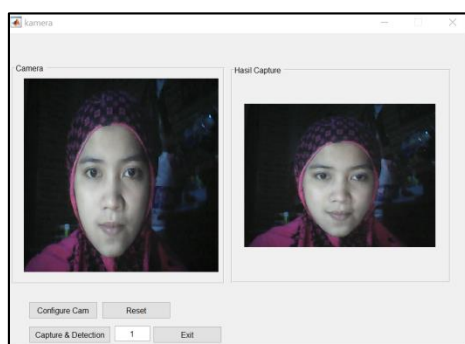 kamera
Camera
Hasil Capture
Configure Cam
Reset
Capture & Detection
1
Exit